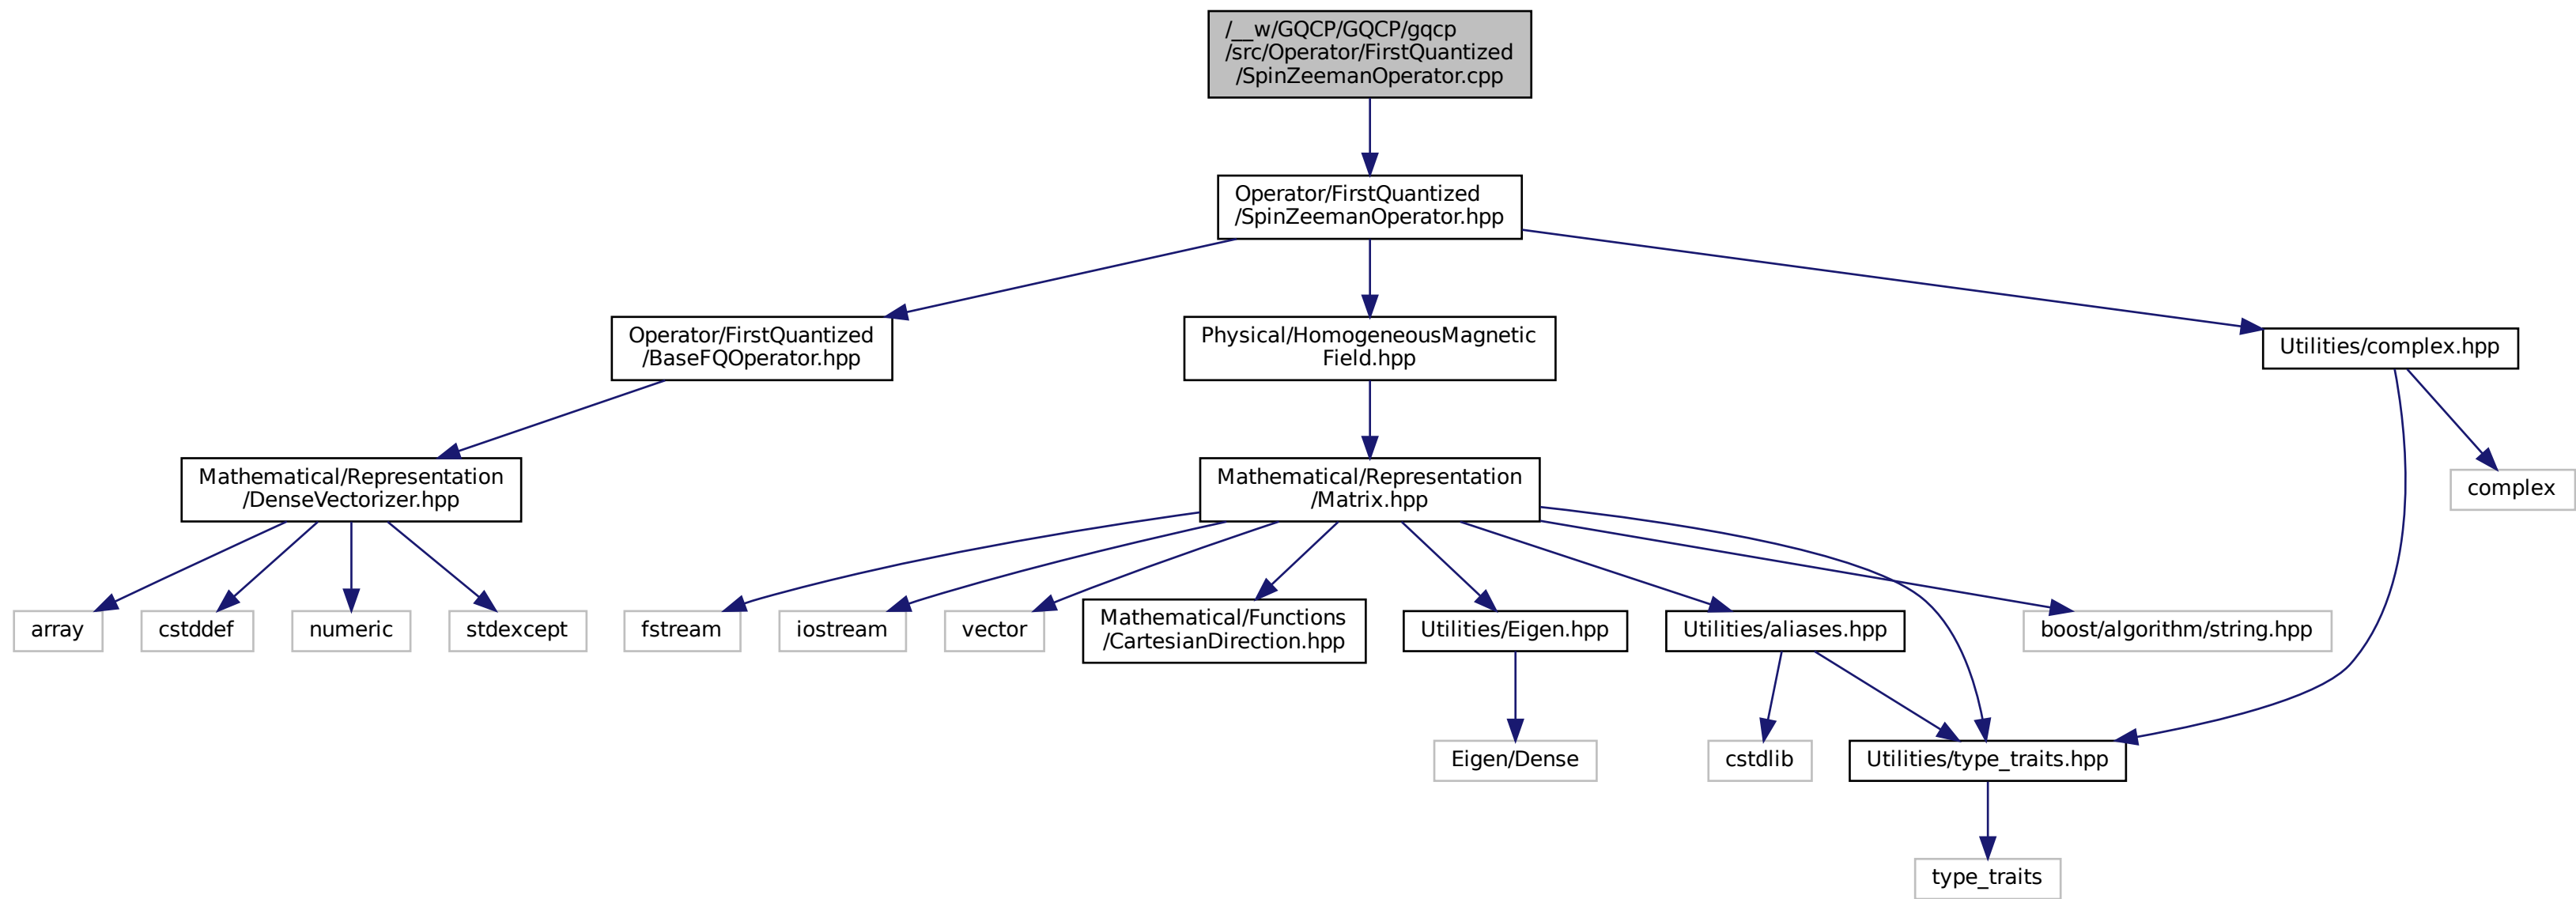 /__w/GQCP/GQCP/gqcp
/src/Operator/FirstQuantized
/SpinZeemanOperator.cpp
Operator/FirstQuantized
/SpinZeemanOperator.hpp
Operator/FirstQuantized
/BaseFQOperator.hpp
Physical/HomogeneousMagnetic
Field.hpp
Utilities/complex.hpp
Mathematical/Representation
/DenseVectorizer.hpp
Mathematical/Representation
/Matrix.hpp
complex
array
cstddef
numeric
stdexcept
fstream
iostream
vector
Mathematical/Functions
/CartesianDirection.hpp
Utilities/Eigen.hpp
Utilities/aliases.hpp
boost/algorithm/string.hpp
Eigen/Dense
cstdlib
Utilities/type_traits.hpp
type_traits